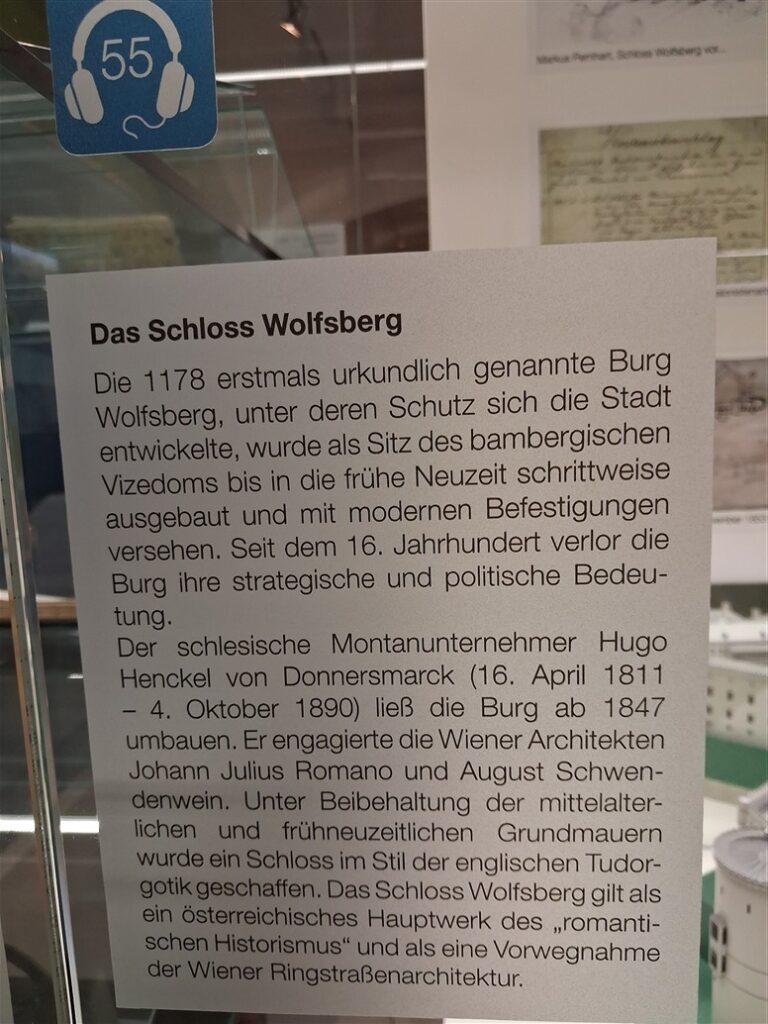 55
Markus Pernhart, Schloss Wolfsberg vor...
Das Schloss Wolfsberg
Die 1178 erstmals urkundlich genannte Burg
Wolfsberg, unter deren Schutz sich die Stadt
entwickelte, wurde als Sitz des bambergischen
Vizedoms bis in die frühe Neuzeit schrittweise
ausgebaut und mit modernen Befestigungen
versehen. Seit dem 16. Jahrhundert verlor die
Burg ihre strategische und politische Bedeu-
tung.
Der schlesische Montanunternehmer Hugo
Henckel von Donnersmarck (16. April 1811
– 4. Oktober 1890) ließ die Burg ab 1847
umbauen. Er engagierte die Wiener Architekten
Johann Julius Romano und August Schwen-
denwein. Unter Beibehaltung der mittelalter-
lichen und frühneuzeitlichen Grundmauern
wurde ein Schloss im Stil der englischen Tudor-
gotik geschaffen. Das Schloss Wolfsberg gilt als
ein österreichisches Hauptwerk des „romanti-
schen Historismus“ und als eine Vorwegnahme
der Wiener Ringstraßenarchitektur.